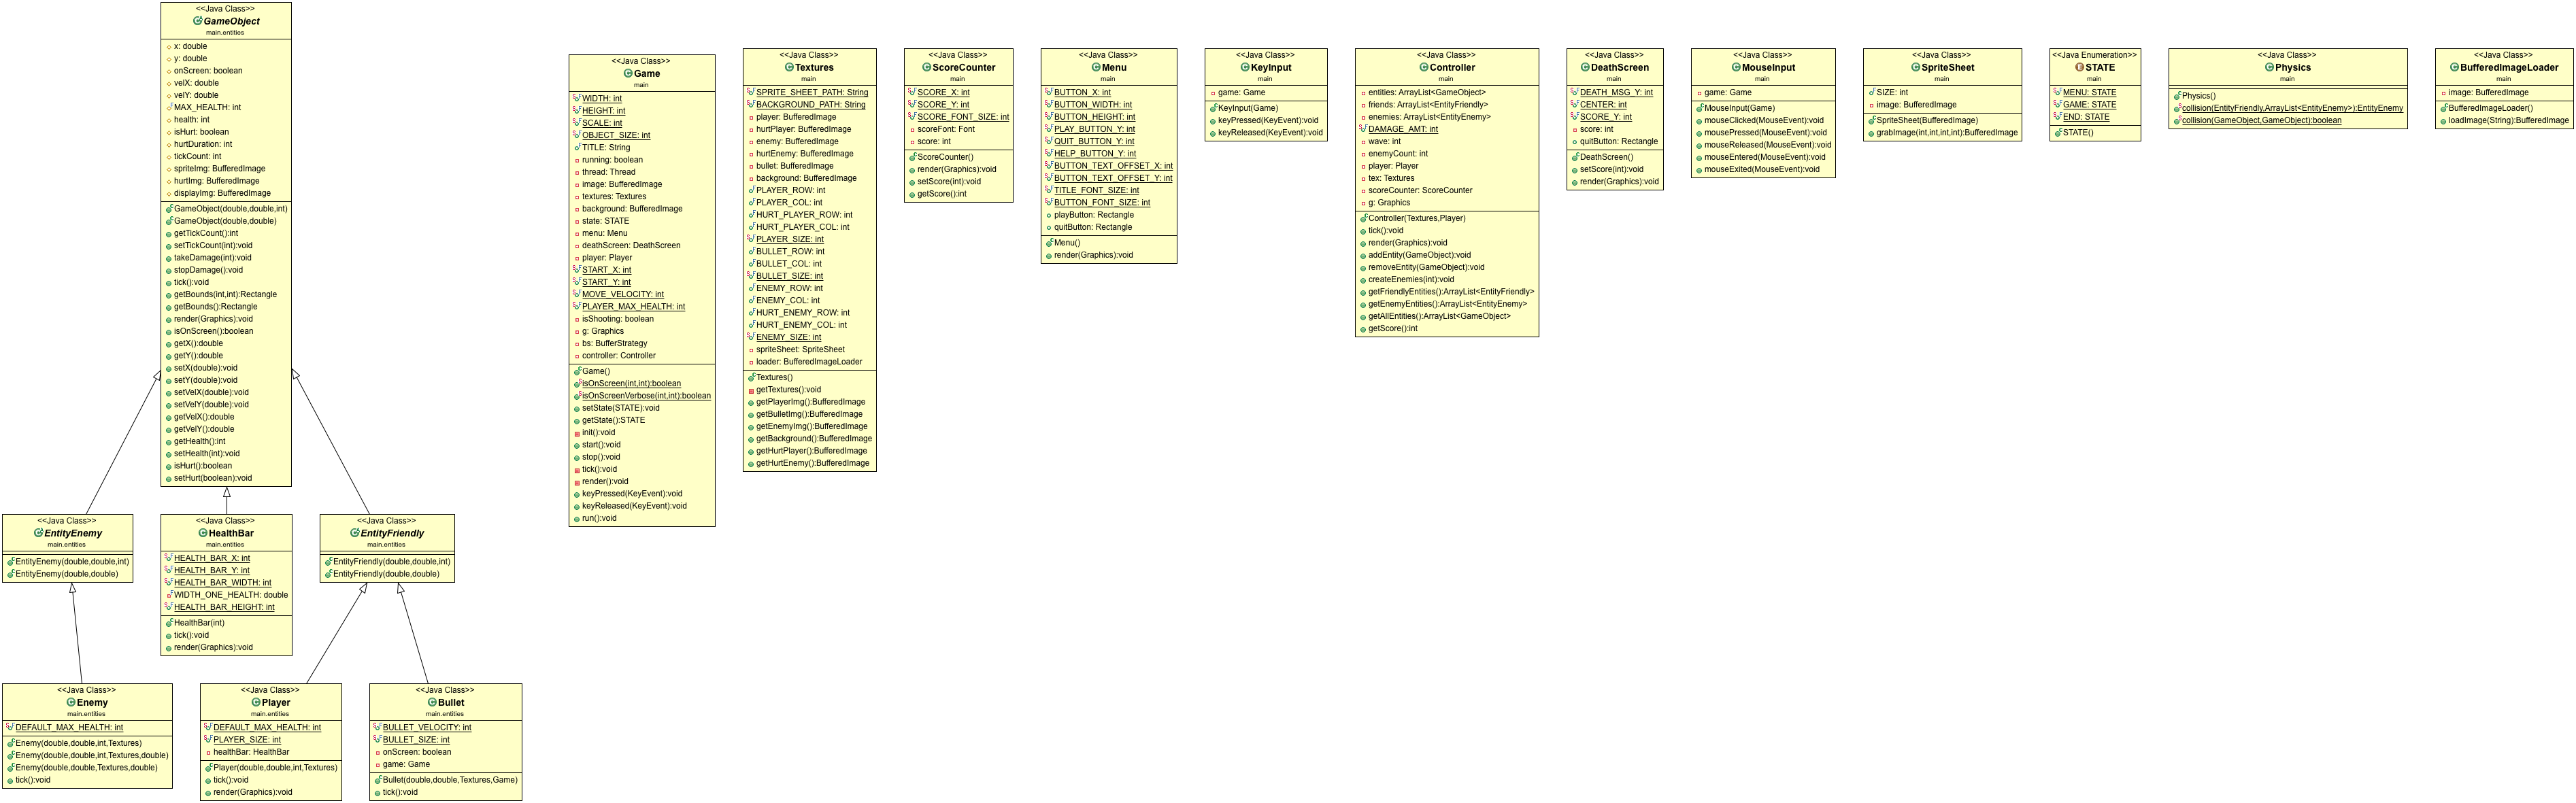 <<Java Class>>
GameObject
main.entities
x: double
y: double
onScreen: boolean
velX: double
velY: double
MAX_HEALTH: int
health: int
isHurt: boolean
hurtDuration: int
tickCount: int
spriteImg: BufferedImage
hurtImg: BufferedImage
displayImg: BufferedImage
GameObject(double,double,int)
GameObject(double,double)
getTickCount():int
setTickCount(int):void
takeDamage(int):void
stopDamage():void
tick():void
getBounds(int,int):Rectangle
getBounds():Rectangle
render(Graphics):void
isOnScreen():boolean
getX():double
getY():double
setX(double):void
setY(double):void
setVelX(double):void
setVelY(double):void
getVelX():double
getVelY():double
getHealth():int
setHealth(int):void
isHurt():boolean
setHurt(boolean):void
<<Java Class>>
EntityEnemy
main.entities
EntityEnemy(double,double,int)
EntityEnemy(double,double)
<<Java Class>>
HealthBar
main.entities
HEALTH_BAR_X: int
HEALTH_BAR_Y: int
HEALTH_BAR_WIDTH: int
WIDTH_ONE_HEALTH: double
HEALTH_BAR_HEIGHT: int
HealthBar(int)
tick():void
render(Graphics):void
<<Java Class>>
EntityFriendly
main.entities
EntityFriendly(double,double,int)
EntityFriendly(double,double)
<<Java Class>>
Enemy
main.entities
DEFAULT_MAX_HEALTH: int
Enemy(double,double,int,Textures)
Enemy(double,double,int,Textures,double)
Enemy(double,double,Textures,double)
tick():void
<<Java Class>>
Player
main.entities
DEFAULT_MAX_HEALTH: int
PLAYER_SIZE: int
healthBar: HealthBar
Player(double,double,int,Textures)
tick():void
render(Graphics):void
<<Java Class>>
Bullet
main.entities
BULLET_VELOCITY: int
BULLET_SIZE: int
onScreen: boolean
game: Game
Bullet(double,double,Textures,Game)
tick():void
<<Java Class>>
Game
main
WIDTH: int
HEIGHT: int
SCALE: int
OBJECT_SIZE: int
TITLE: String
running: boolean
thread: Thread
image: BufferedImage
textures: Textures
background: BufferedImage
state: STATE
menu: Menu
deathScreen: DeathScreen
player: Player
START_X: int
START_Y: int
MOVE_VELOCITY: int
PLAYER_MAX_HEALTH: int
isShooting: boolean
g: Graphics
bs: BufferStrategy
controller: Controller
Game()
isOnScreen(int,int):boolean
isOnScreenVerbose(int,int):boolean
setState(STATE):void
getState():STATE
init():void
start():void
stop():void
tick():void
render():void
keyPressed(KeyEvent):void
keyReleased(KeyEvent):void
run():void
<<Java Class>>
Textures
main
SPRITE_SHEET_PATH: String
BACKGROUND_PATH: String
player: BufferedImage
hurtPlayer: BufferedImage
enemy: BufferedImage
hurtEnemy: BufferedImage
bullet: BufferedImage
background: BufferedImage
PLAYER_ROW: int
PLAYER_COL: int
HURT_PLAYER_ROW: int
HURT_PLAYER_COL: int
PLAYER_SIZE: int
BULLET_ROW: int
BULLET_COL: int
BULLET_SIZE: int
ENEMY_ROW: int
ENEMY_COL: int
HURT_ENEMY_ROW: int
HURT_ENEMY_COL: int
ENEMY_SIZE: int
spriteSheet: SpriteSheet
loader: BufferedImageLoader
Textures()
getTextures():void
getPlayerImg():BufferedImage
getBulletImg():BufferedImage
getEnemyImg():BufferedImage
getBackground():BufferedImage
getHurtPlayer():BufferedImage
getHurtEnemy():BufferedImage
<<Java Class>>
ScoreCounter
main
SCORE_X: int
SCORE_Y: int
SCORE_FONT_SIZE: int
scoreFont: Font
score: int
ScoreCounter()
render(Graphics):void
setScore(int):void
getScore():int
<<Java Class>>
Menu
main
BUTTON_X: int
BUTTON_WIDTH: int
BUTTON_HEIGHT: int
PLAY_BUTTON_Y: int
QUIT_BUTTON_Y: int
HELP_BUTTON_Y: int
BUTTON_TEXT_OFFSET_X: int
BUTTON_TEXT_OFFSET_Y: int
TITLE_FONT_SIZE: int
BUTTON_FONT_SIZE: int
playButton: Rectangle
quitButton: Rectangle
Menu()
render(Graphics):void
<<Java Class>>
KeyInput
main
game: Game
KeyInput(Game)
keyPressed(KeyEvent):void
keyReleased(KeyEvent):void
<<Java Class>>
Controller
main
entities: ArrayList<GameObject>
friends: ArrayList<EntityFriendly>
enemies: ArrayList<EntityEnemy>
DAMAGE_AMT: int
wave: int
enemyCount: int
player: Player
tex: Textures
scoreCounter: ScoreCounter
g: Graphics
Controller(Textures,Player)
tick():void
render(Graphics):void
addEntity(GameObject):void
removeEntity(GameObject):void
createEnemies(int):void
getFriendlyEntities():ArrayList<EntityFriendly>
getEnemyEntities():ArrayList<EntityEnemy>
getAllEntities():ArrayList<GameObject>
getScore():int
<<Java Class>>
DeathScreen
main
DEATH_MSG_Y: int
CENTER: int
SCORE_Y: int
score: int
quitButton: Rectangle
DeathScreen()
setScore(int):void
render(Graphics):void
<<Java Class>>
MouseInput
main
game: Game
MouseInput(Game)
mouseClicked(MouseEvent):void
mousePressed(MouseEvent):void
mouseReleased(MouseEvent):void
mouseEntered(MouseEvent):void
mouseExited(MouseEvent):void
<<Java Class>>
SpriteSheet
main
SIZE: int
image: BufferedImage
SpriteSheet(BufferedImage)
grabImage(int,int,int,int):BufferedImage
<<Java Enumeration>>
STATE
main
MENU: STATE
GAME: STATE
END: STATE
STATE()
<<Java Class>>
Physics
main
Physics()
collision(EntityFriendly,ArrayList<EntityEnemy>):EntityEnemy
collision(GameObject,GameObject):boolean
<<Java Class>>
BufferedImageLoader
main
image: BufferedImage
BufferedImageLoader()
loadImage(String):BufferedImage